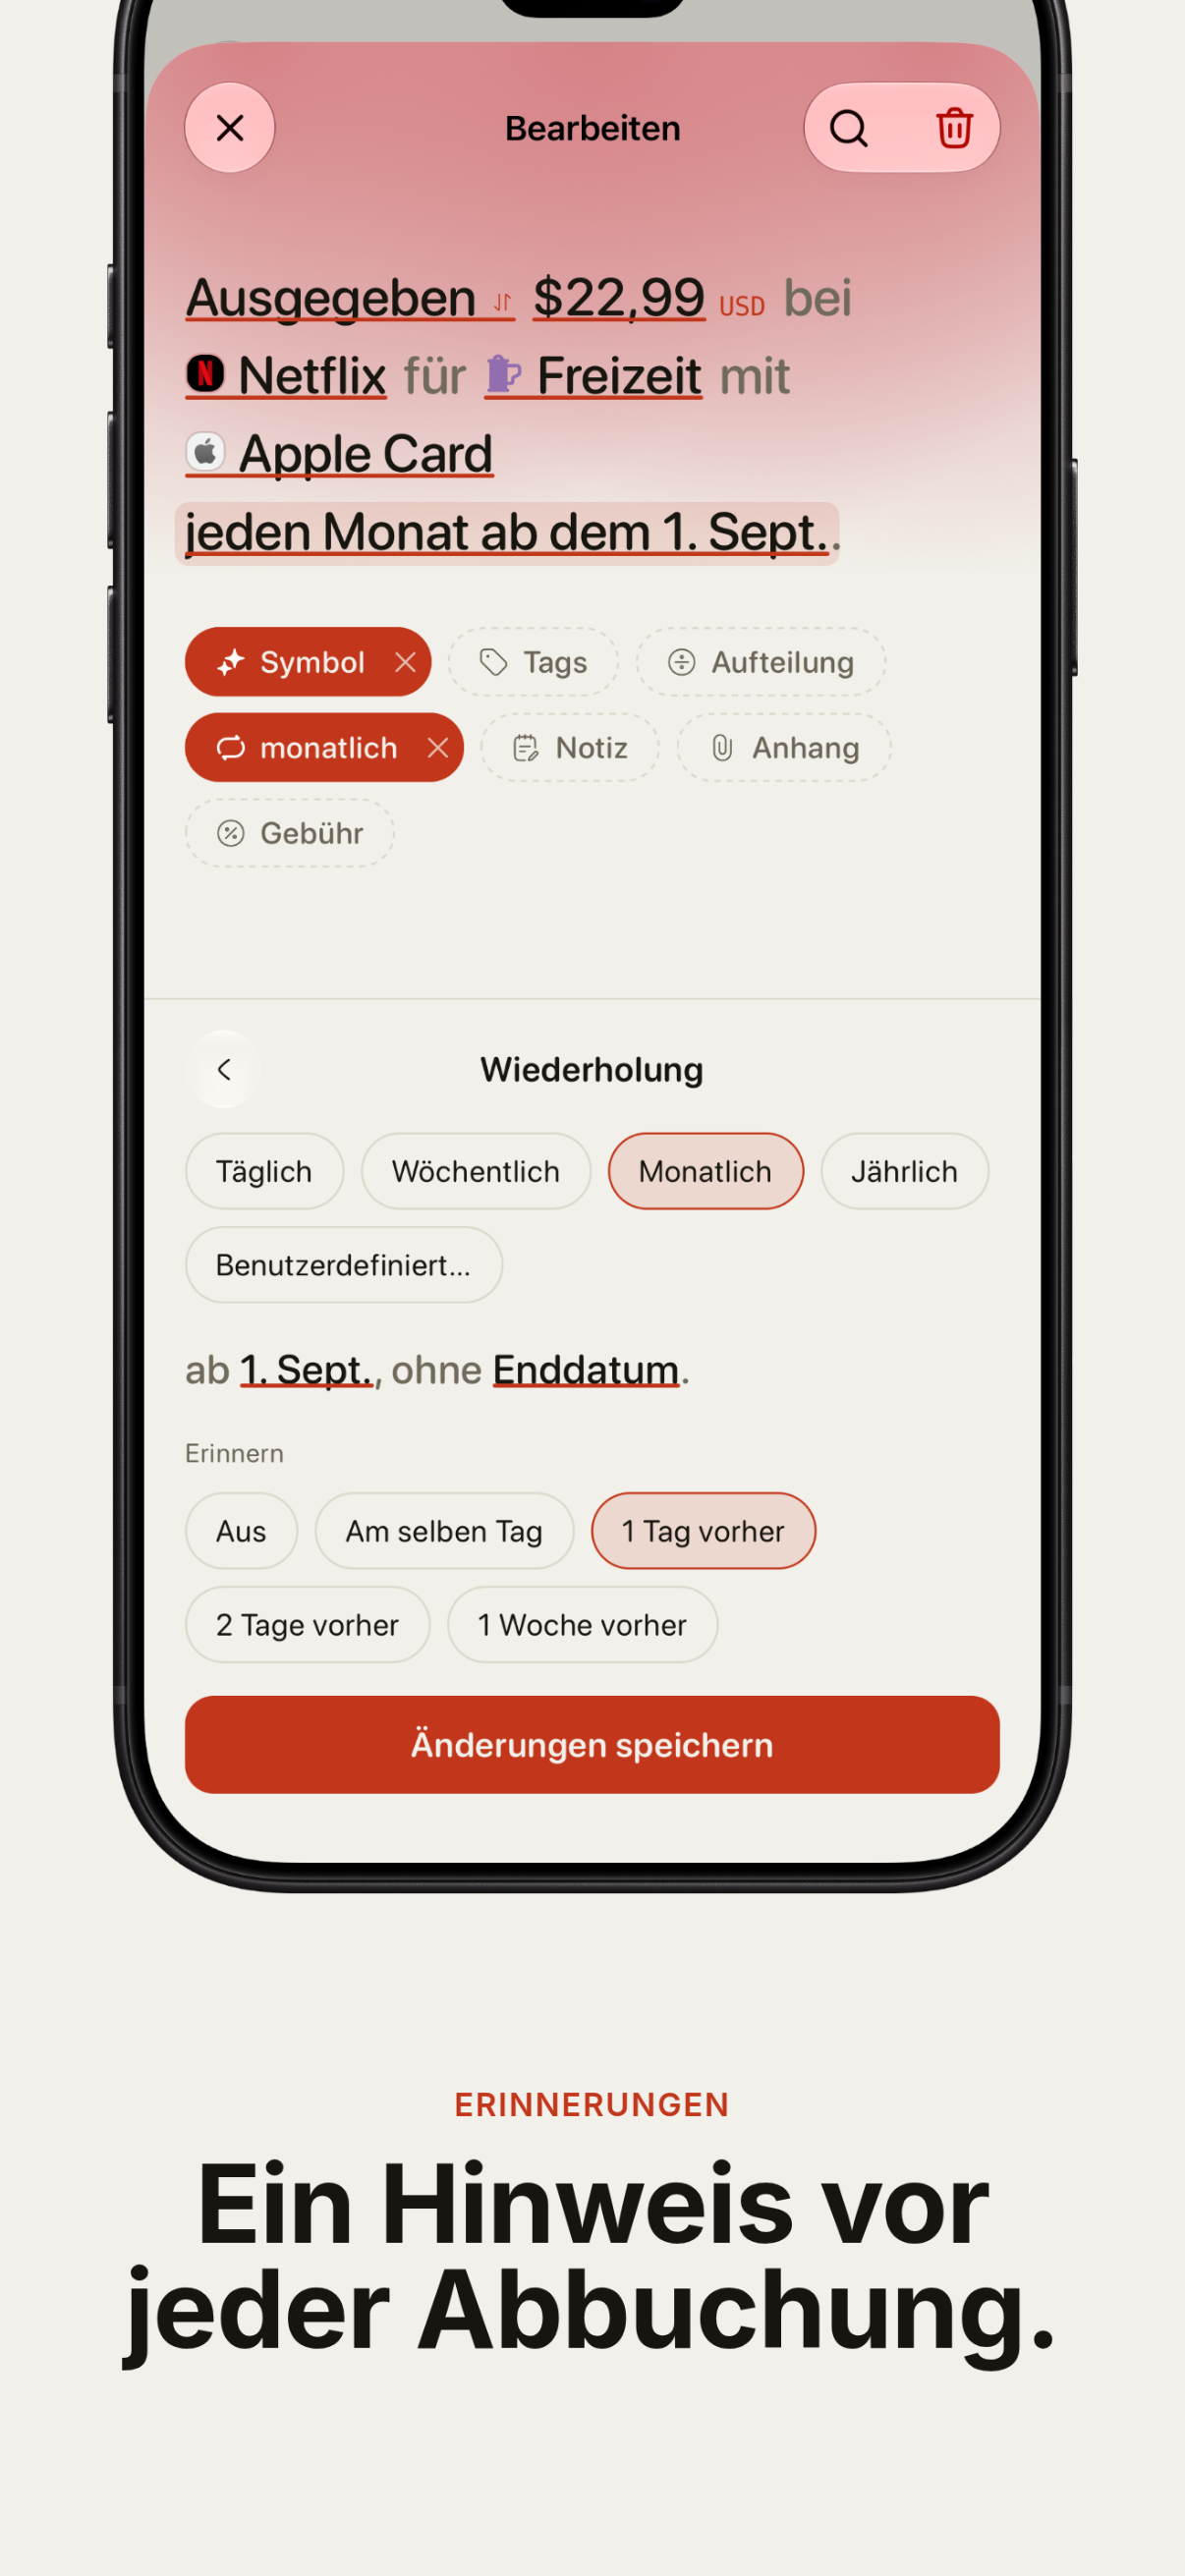 Bearbeiten
Ausgegeben $22,99 USD bei
Netflix für Freizeit mit
Apple Card
jeden Monat ab dem 1. Sept..
Symbol Tags Aufteilung
monatlich Notiz Anhang
Gebühr
Wiederholung
Täglich Wöchentlich Monatlich Jährlich
Benutzerdefiniert...
ab 1. Sept., ohne Enddatum.
Erinnern
Aus Am selben Tag 1 Tag vorher
2 Tage vorher 1 Woche vorher
Änderungen speichern
ERINNERUNGEN
Ein Hinweis vor
jeder Abbuchung.